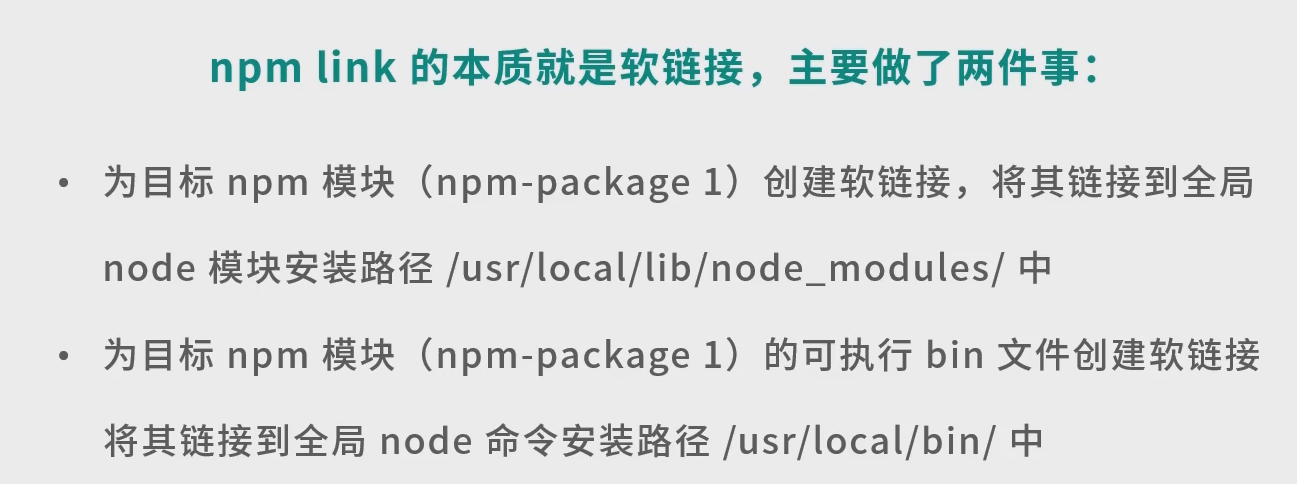 npm link 的本质就是软链接，主要做了两件事：
• 为目标 npm 模块（npm-package 1）创建软链接，将其链接到全局
node 模块安装路径 /usr/local/lib/node_modules/ 中
• 为目标 npm 模块（npm-package 1）的可执行 bin 文件创建软链接
将其链接到全局 node 命令安装路径 /usr/local/bin/ 中